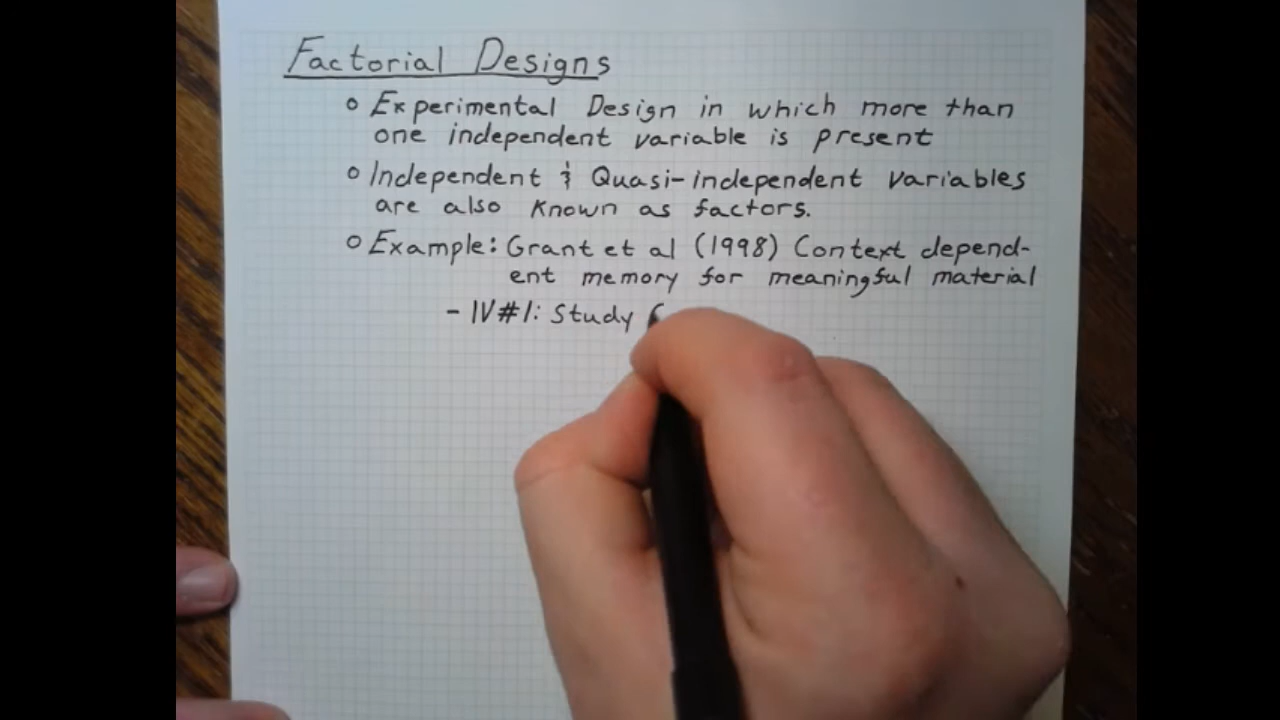 Factorial Designs
o Experimental Design in which more than
one independent variable is present
o Independent & Quasi-independent variables
are also known as factors.
o Example: Grant et al (1998) Context depend-
ent memory for meaningful material
- IV#1: Study